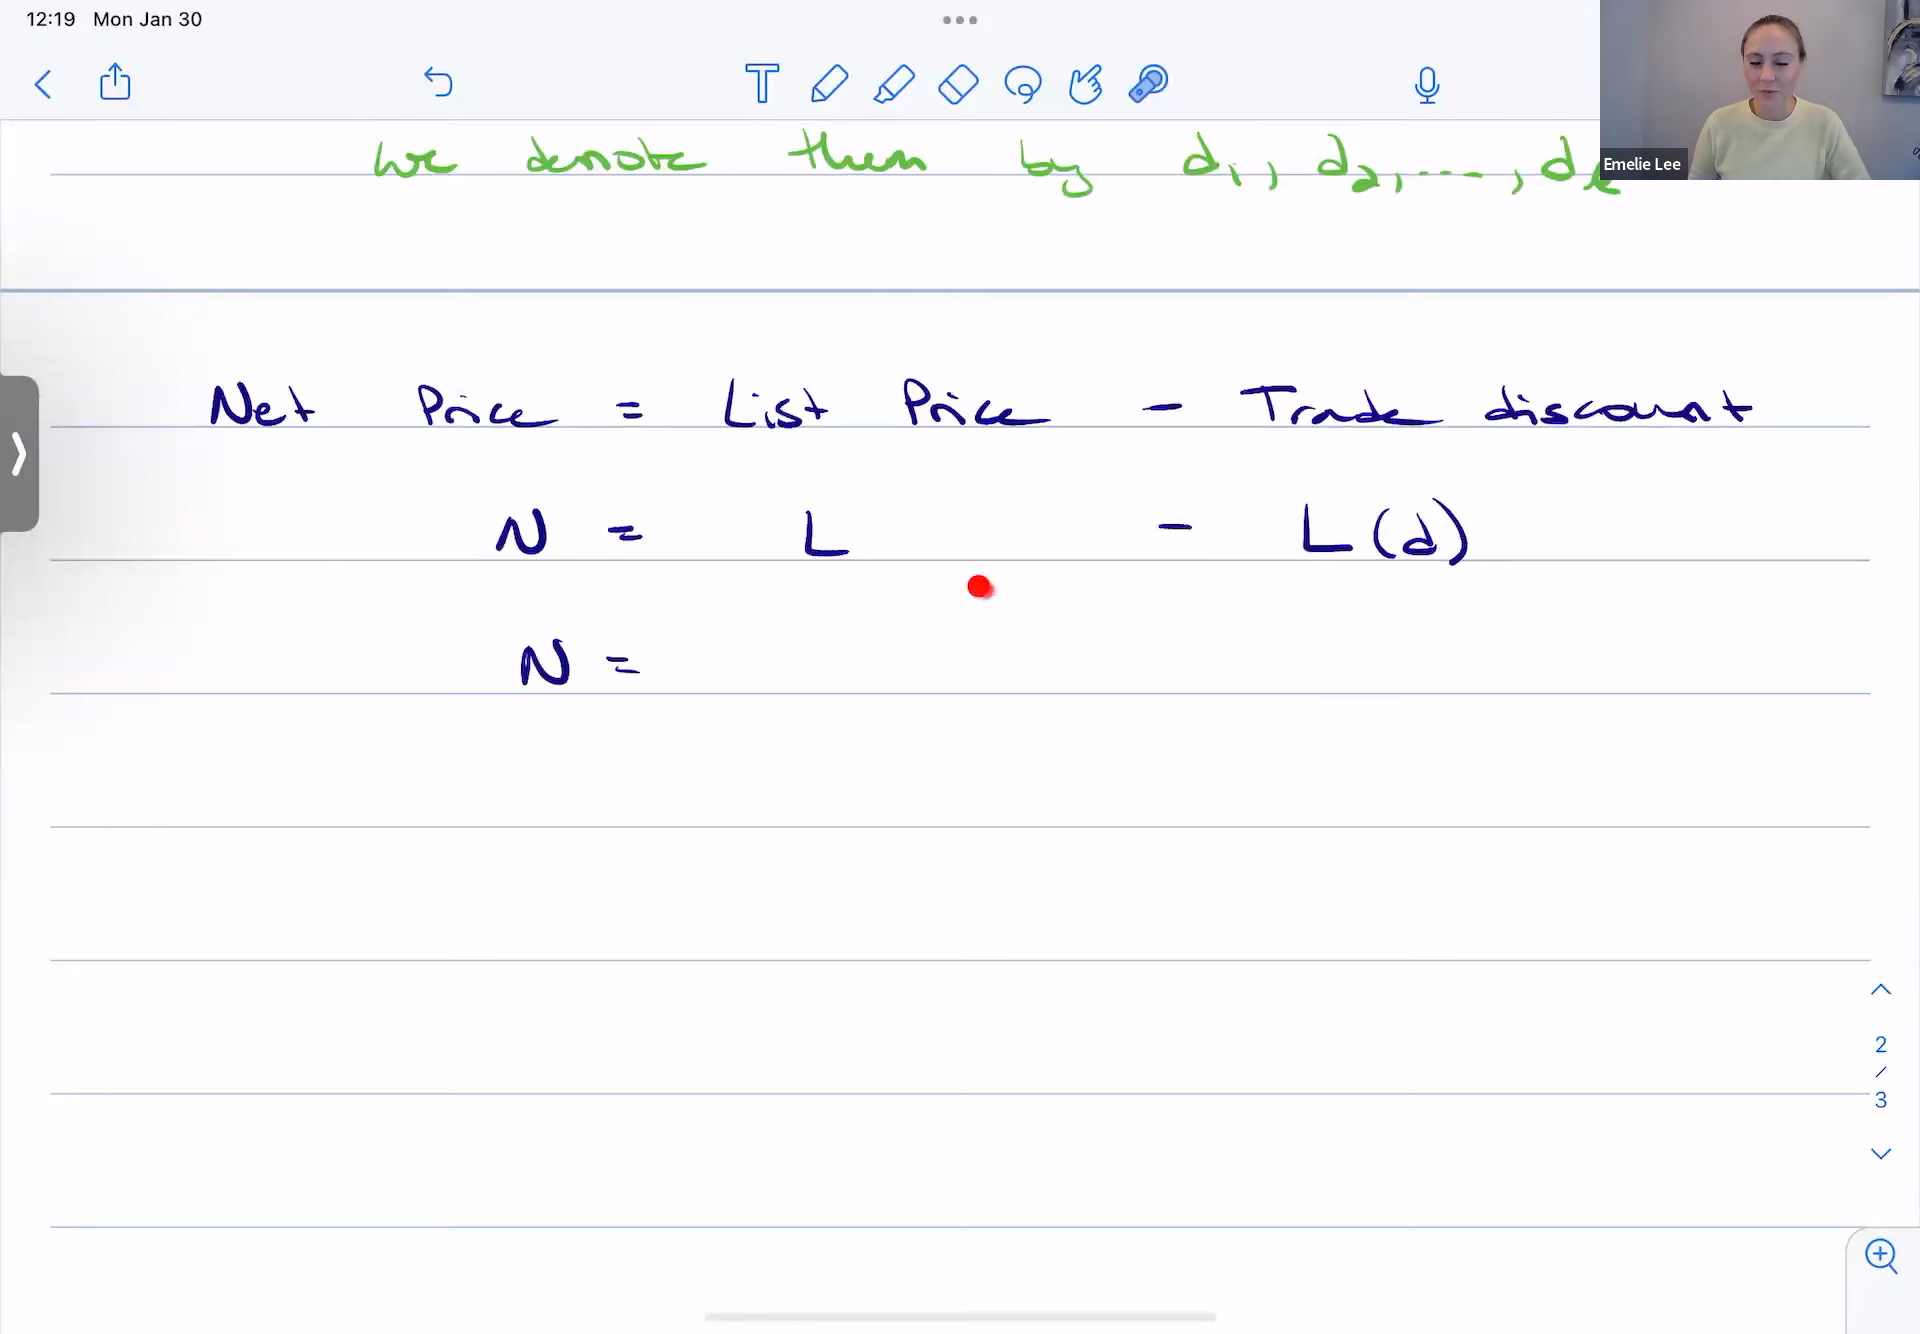 12:19 Mon Jan 30
T
Emelie Lee
we denote them by d₁, d₂, ..., dₖ
Net Price = List Price - Trade discount
N = L - L(d)
N =
2
/
3